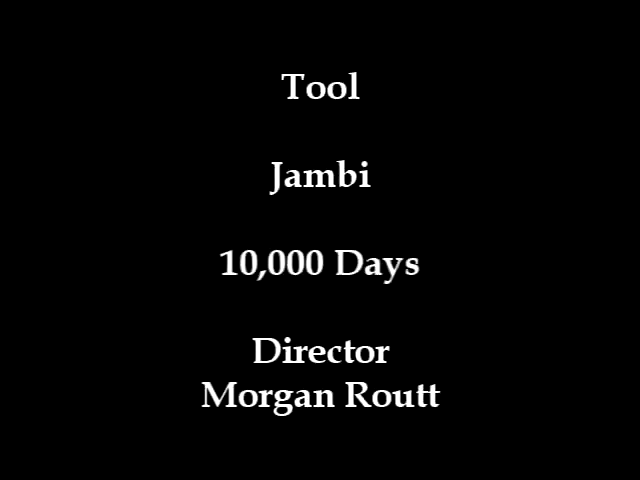 Tool
Jambi
10,000 Days
Director
Morgan Routt